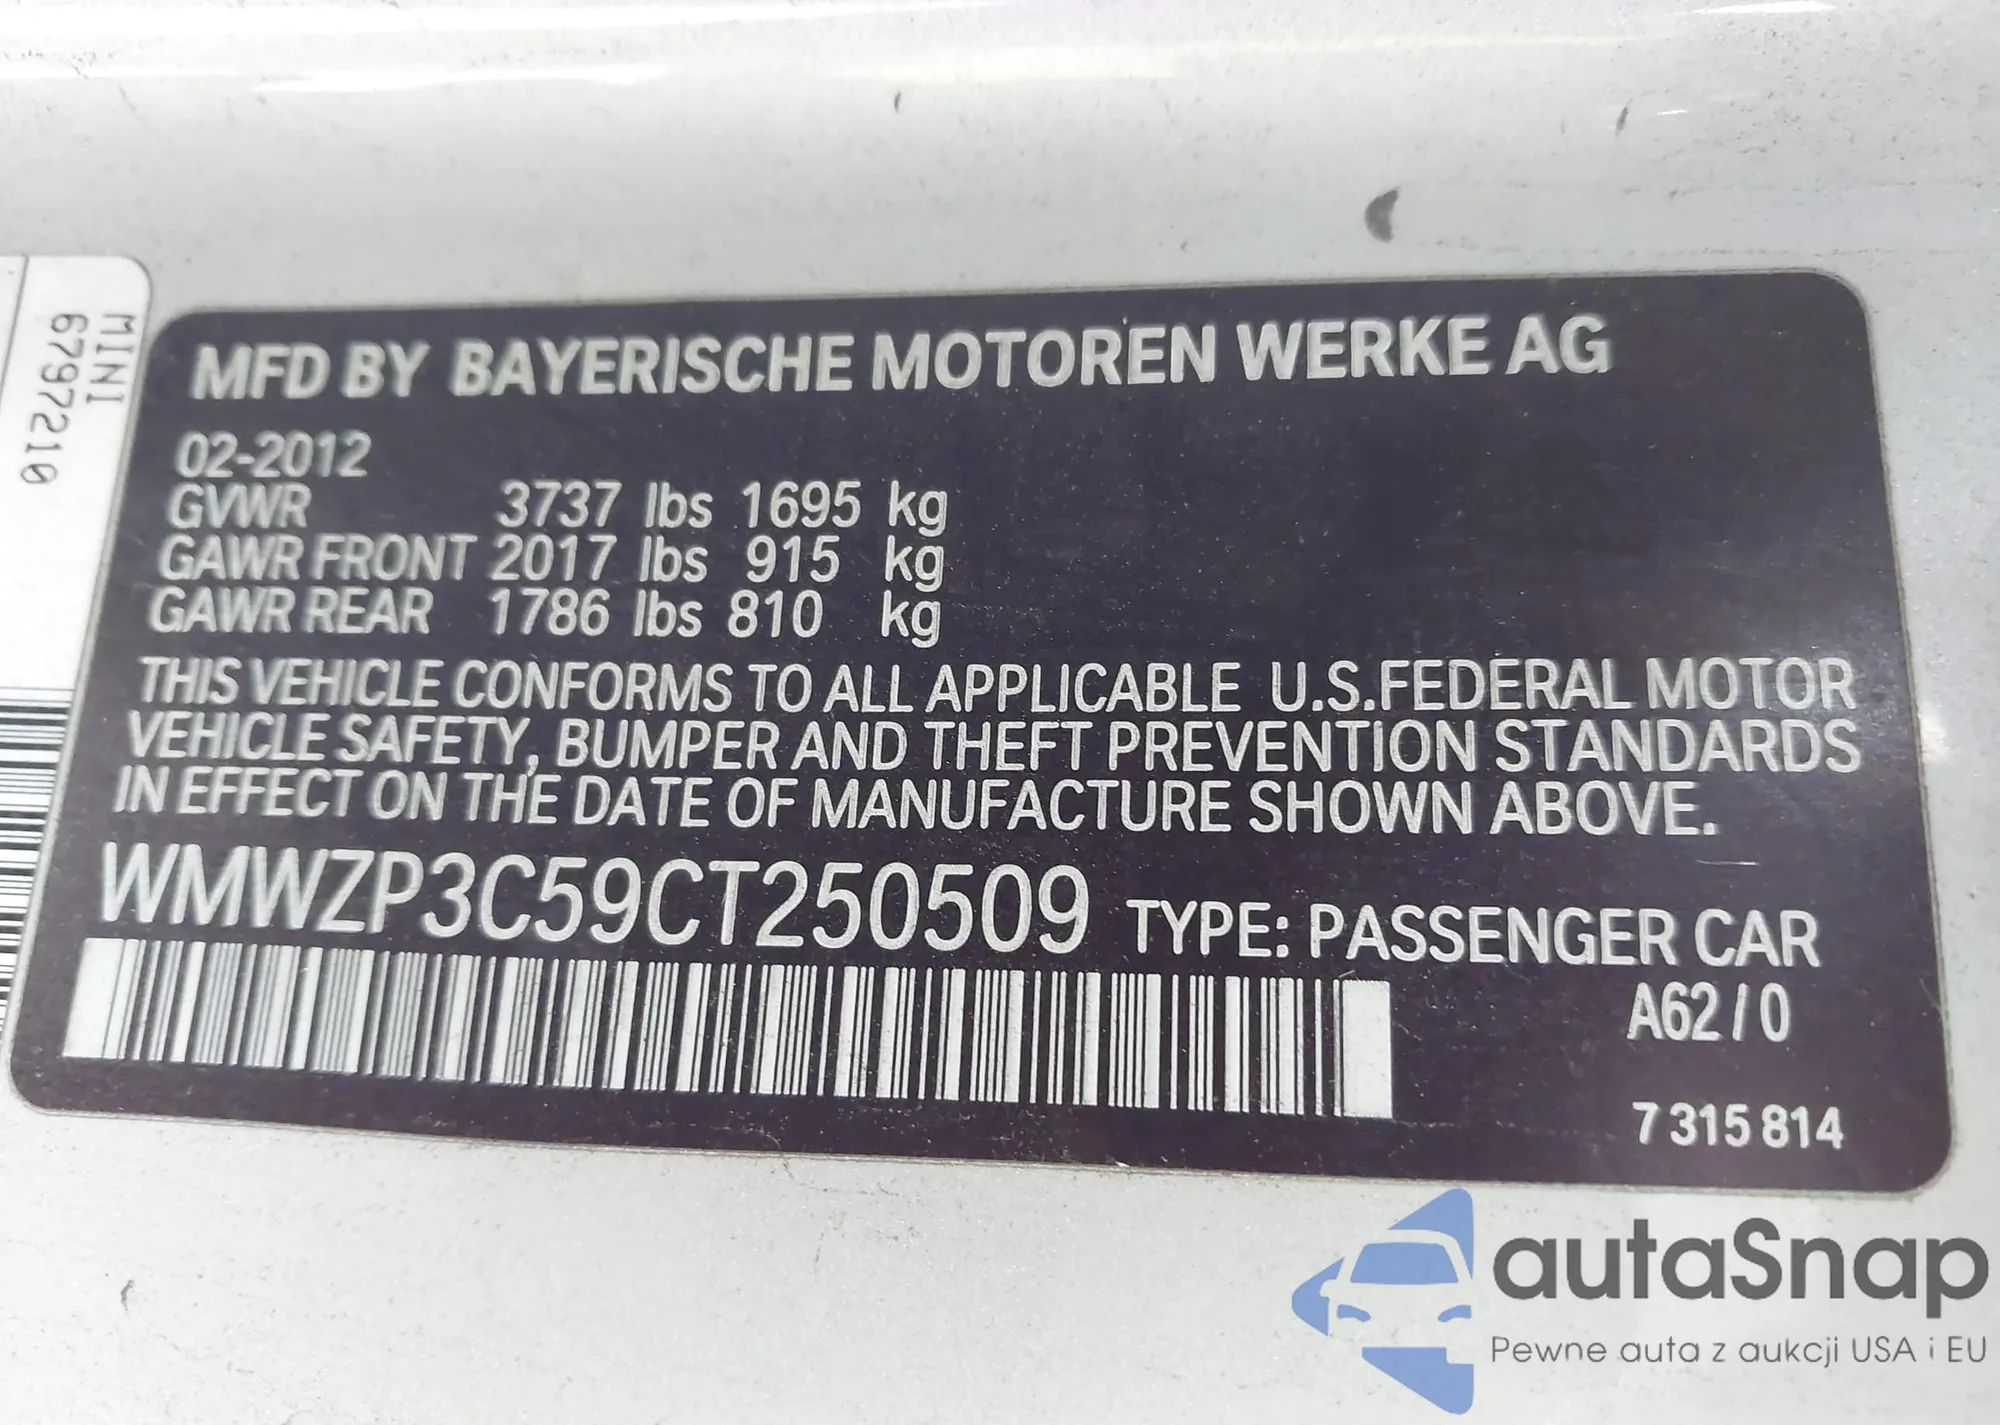 MINI
6797210
MFD BY BAYERISCHE MOTOREN WERKE AG
02-2012
GVWR 3737 lbs 1695 kg
GAWR FRONT 2017 lbs 915 kg
GAWR REAR 1786 lbs 810 kg
THIS VEHICLE CONFORMS TO ALL APPLICABLE U.S.FEDERAL MOTOR
VEHICLE SAFETY, BUMPER AND THEFT PREVENTION STANDARDS
IN EFFECT ON THE DATE OF MANUFACTURE SHOWN ABOVE.
WMWZP3C59CT250509 TYPE: PASSENGER CAR
A62/0
7 315 814
autaSnap
Pewne auta z aukcji USA i EU